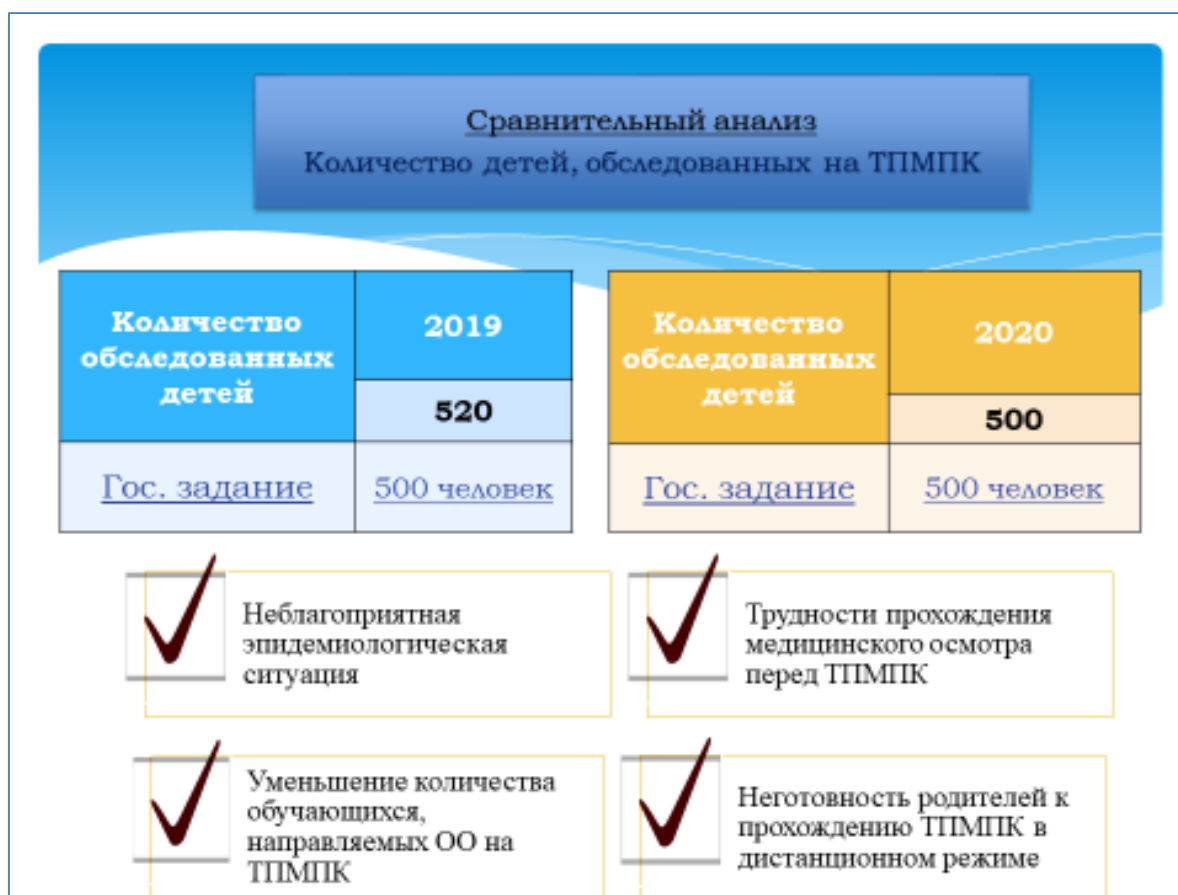 Сравнительный анализ
Количество детей, обследованных на ТПМПК
Количество
обследованных
детей
2019
520
Гос. задание
500 человек
Количество
обследованных
детей
2020
500
Гос. задание
500 человек
Неблагоприятная
эпидемиологическая
ситуация
Трудности прохождения
медицинского осмотра
перед ТПМПК
Уменьшение количества
обучающихся,
направляемых ОО на
ТПМПК
Неготовность родителей к
прохождению ТПМПК в
дистанционном режиме